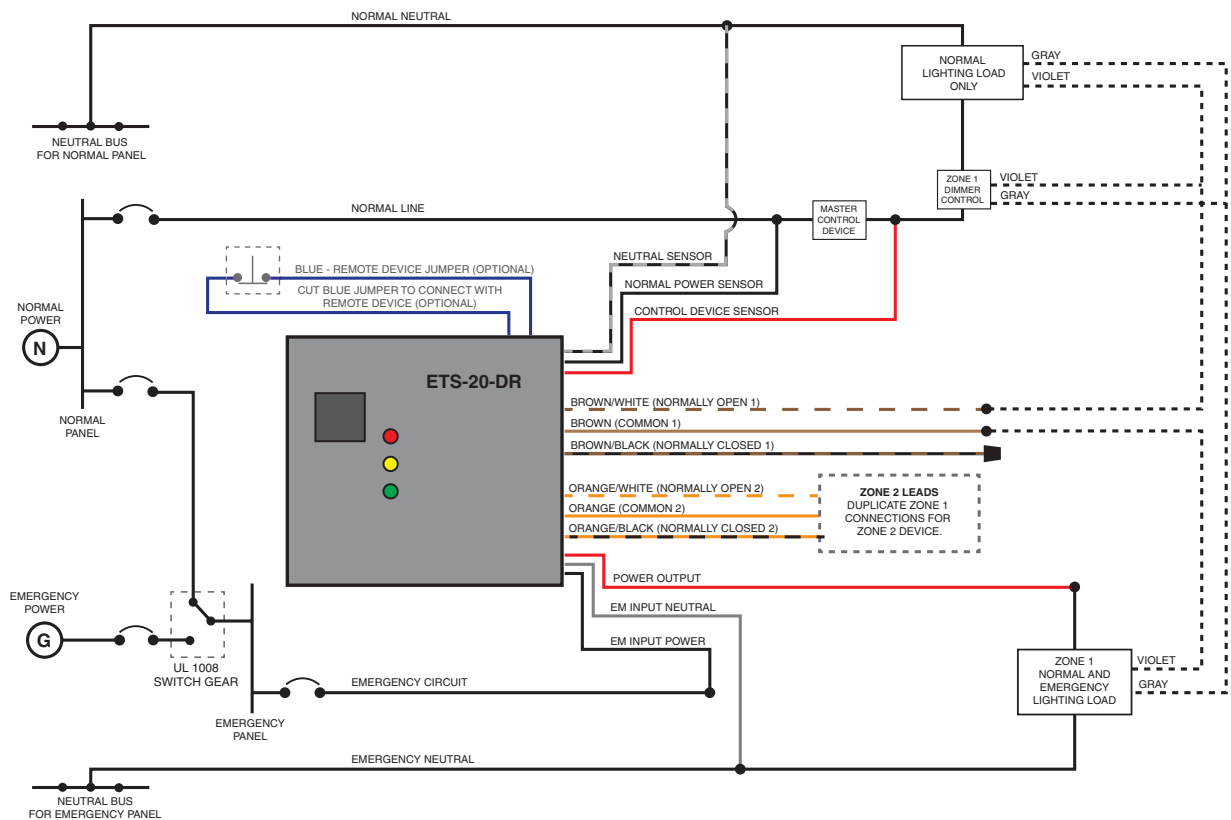 NORMAL NEUTRAL
NORMAL
LIGHTING LOAD
ONLY
GRAY
VIOLET
NEUTRAL BUS
FOR NORMAL PANEL
ZONE 1
DIMMER
CONTROL
VIOLET
GRAY
NORMAL LINE
MASTER
CONTROL
DEVICE
NEUTRAL SENSOR
BLUE - REMOTE DEVICE JUMPER (OPTIONAL)
CUT BLUE JUMPER TO CONNECT WITH
REMOTE DEVICE (OPTIONAL)
NORMAL POWER SENSOR
CONTROL DEVICE SENSOR
NORMAL
POWER
N
NORMAL
PANEL
ETS-20-DR
BROWN/WHITE (NORMALLY OPEN 1)
BROWN (COMMON 1)
BROWN/BLACK (NORMALLY CLOSED 1)
ORANGE/WHITE (NORMALLY OPEN 2)
ORANGE (COMMON 2)
ORANGE/BLACK (NORMALLY CLOSED 2)
ZONE 2 LEADS
DUPLICATE ZONE 1
CONNECTIONS FOR
ZONE 2 DEVICE.
POWER OUTPUT
EM INPUT NEUTRAL
EM INPUT POWER
EMERGENCY
POWER
G
UL 1008
SWITCH GEAR
EMERGENCY CIRCUIT
EMERGENCY
PANEL
ZONE 1
NORMAL AND
EMERGENCY
LIGHTING LOAD
VIOLET
GRAY
EMERGENCY NEUTRAL
NEUTRAL BUS
FOR EMERGENCY PANEL